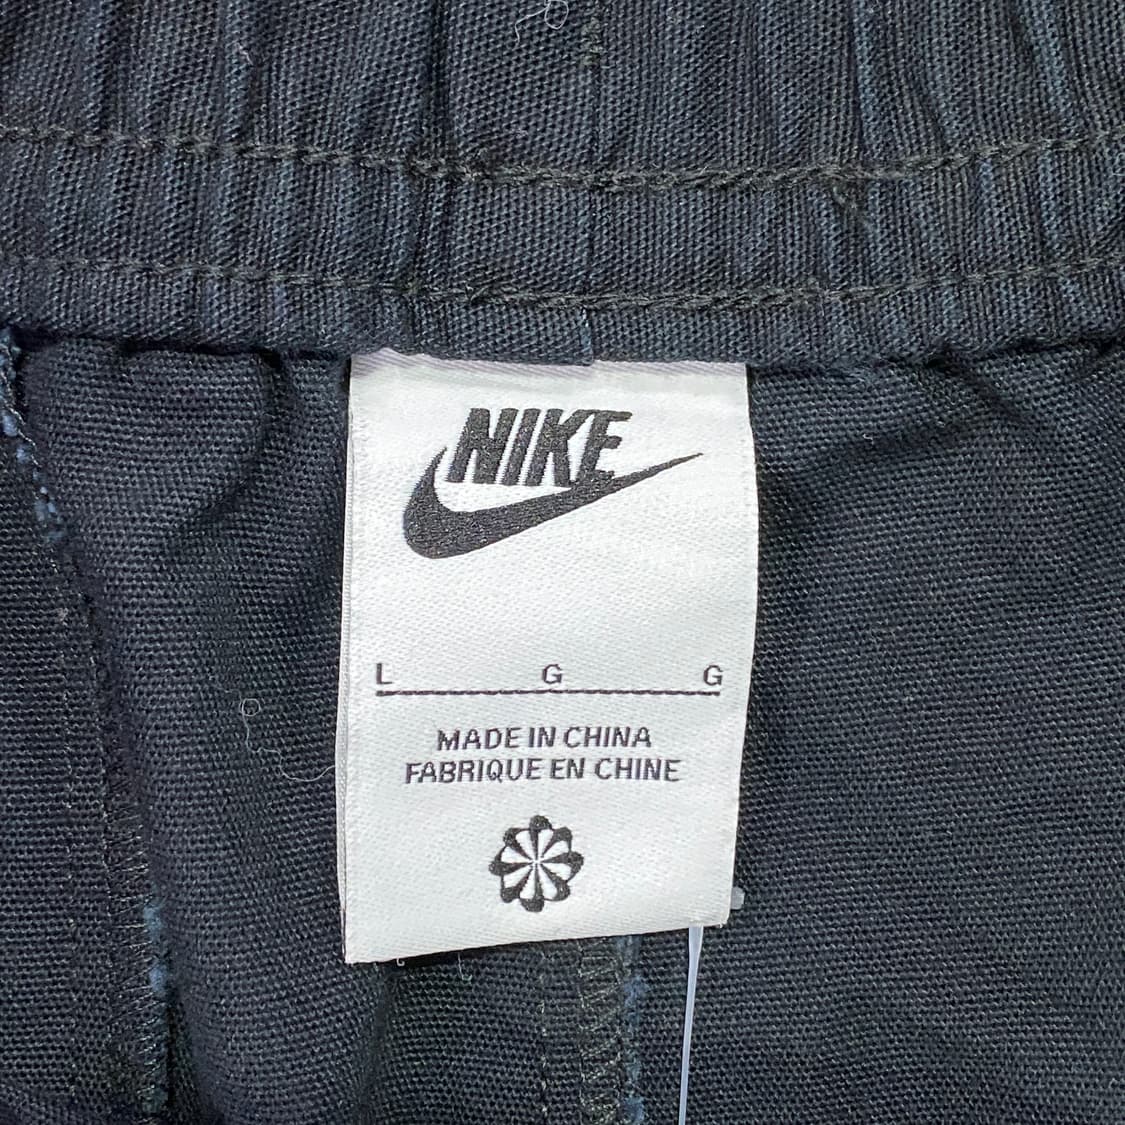 NIKE
L G G
MADE IN CHINA
FABRIQUE EN CHINE